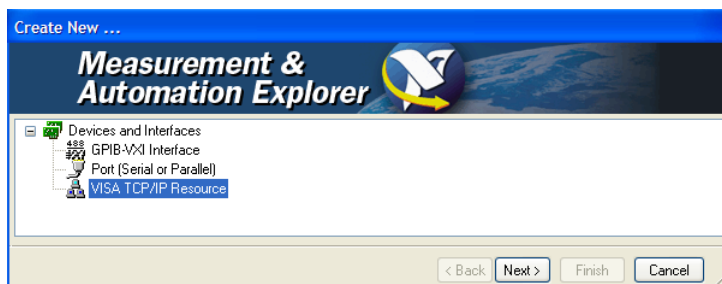 Create New ...
Measurement &
Automation Explorer
Devices and Interfaces
GPIB-VXI Interface
Port (Serial or Parallel)
VISA TCP/IP Resource
< Back Next > Finish Cancel